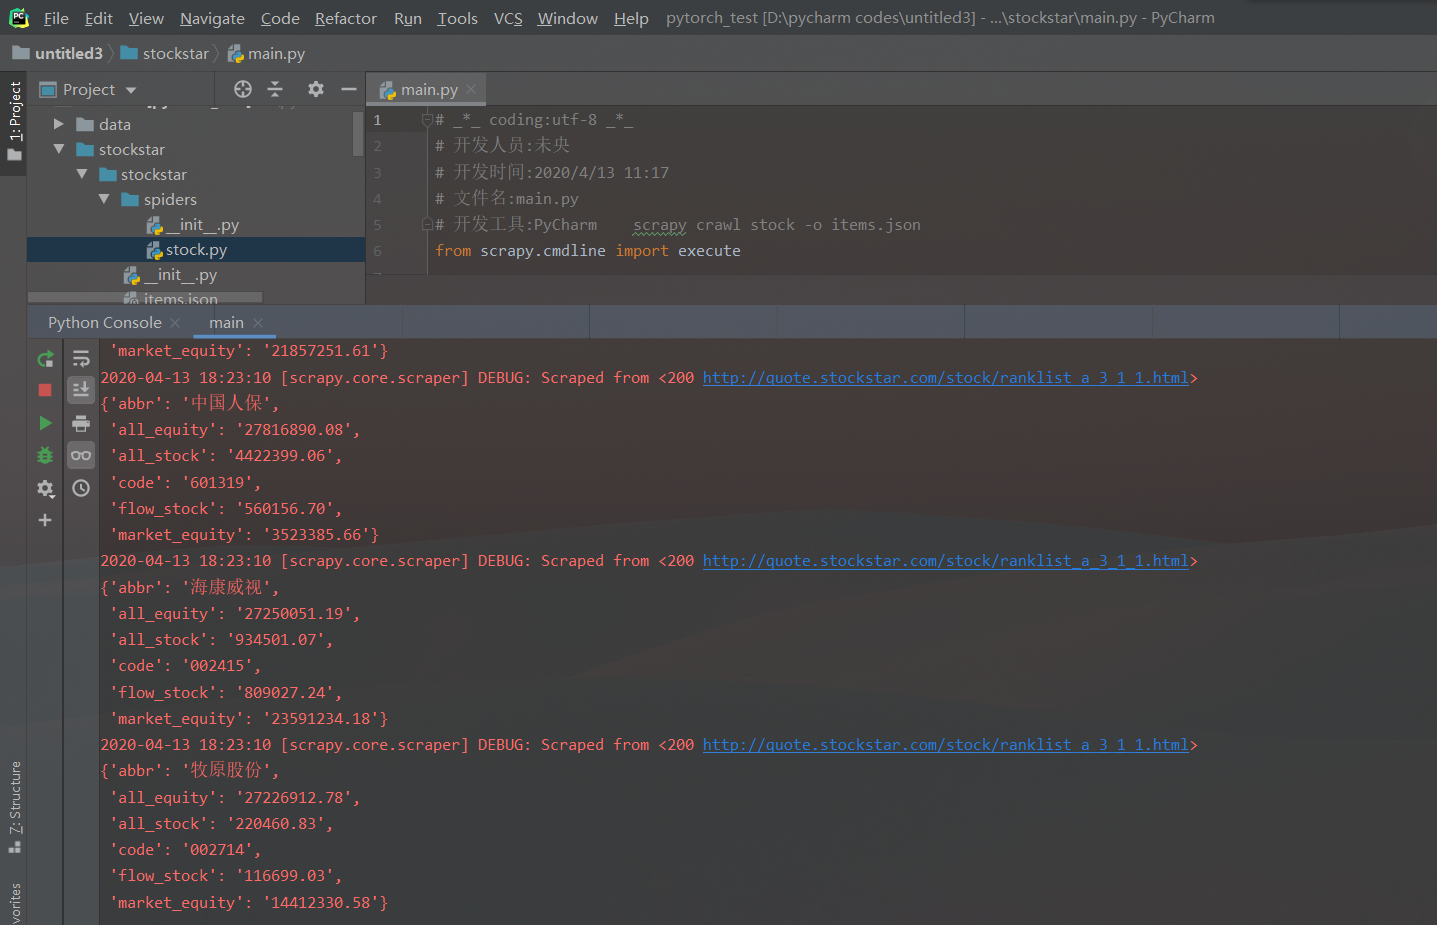 File Edit View Navigate Code Refactor Run Tools VCS Window Help pytorch_test [D:\pycharm codes\untitled3] - ...\stockstar\main.py - PyCharm
untitled3 stockstar main.py
1: Project
Project
data
stockstar
stockstar
spiders
__init__.py
stock.py
__init__.py
items.json
main.py
1 # _*_ coding:utf-8 _*_
2 # 开发人员:未央
3 # 开发时间:2020/4/13 11:17
4 # 文件名:main.py
5 # 开发工具:PyCharm    scrapy crawl stock -o items.json
6 from scrapy.cmdline import execute
Python Console main
'market_equity': '21857251.61'}
2020-04-13 18:23:10 [scrapy.core.scraper] DEBUG: Scraped from <200 http://quote.stockstar.com/stock/ranklist_a_3_1_1.html>
{'abbr': '中国人保',
'all_equity': '27816890.08',
'all_stock': '4422399.06',
'code': '601319',
'flow_stock': '560156.70',
'market_equity': '3523385.66'}
2020-04-13 18:23:10 [scrapy.core.scraper] DEBUG: Scraped from <200 http://quote.stockstar.com/stock/ranklist_a_3_1_1.html>
{'abbr': '海康威视',
'all_equity': '27250051.19',
'all_stock': '934501.07',
'code': '002415',
'flow_stock': '809027.24',
'market_equity': '23591234.18'}
2020-04-13 18:23:10 [scrapy.core.scraper] DEBUG: Scraped from <200 http://quote.stockstar.com/stock/ranklist_a_3_1_1.html>
{'abbr': '牧原股份',
'all_equity': '27226912.78',
'all_stock': '220460.83',
'code': '002714',
'flow_stock': '116699.03',
'market_equity': '14412330.58'}
7: Structure
vorites